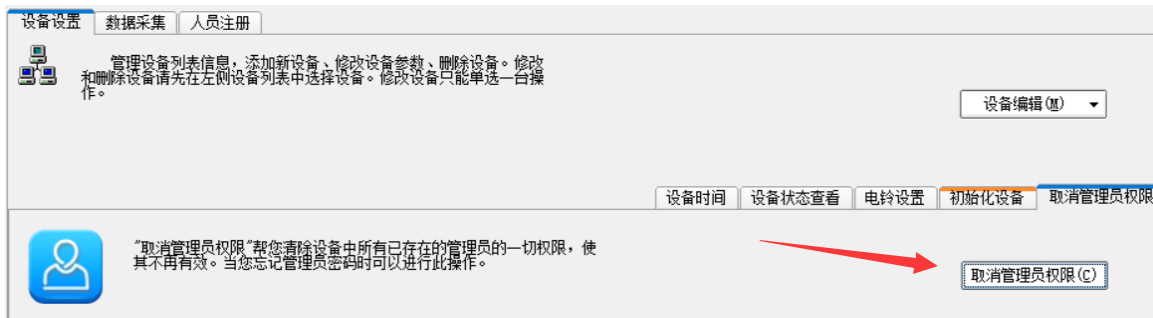 设备设置 数据采集 人员注册
管理设备列表信息，添加新设备、修改设备参数、删除设备。修改
和删除设备请先在左侧设备列表中选择设备。修改设备只能单选一台操
作。
设备编辑(M)
设备时间 设备状态查看 电铃设置 初始化设备 取消管理员权限
"取消管理员权限"帮您清除设备中所有已存在的管理员的一切权限，使
其不再有效。当您忘记管理员密码时可以进行此操作。
取消管理员权限(C)